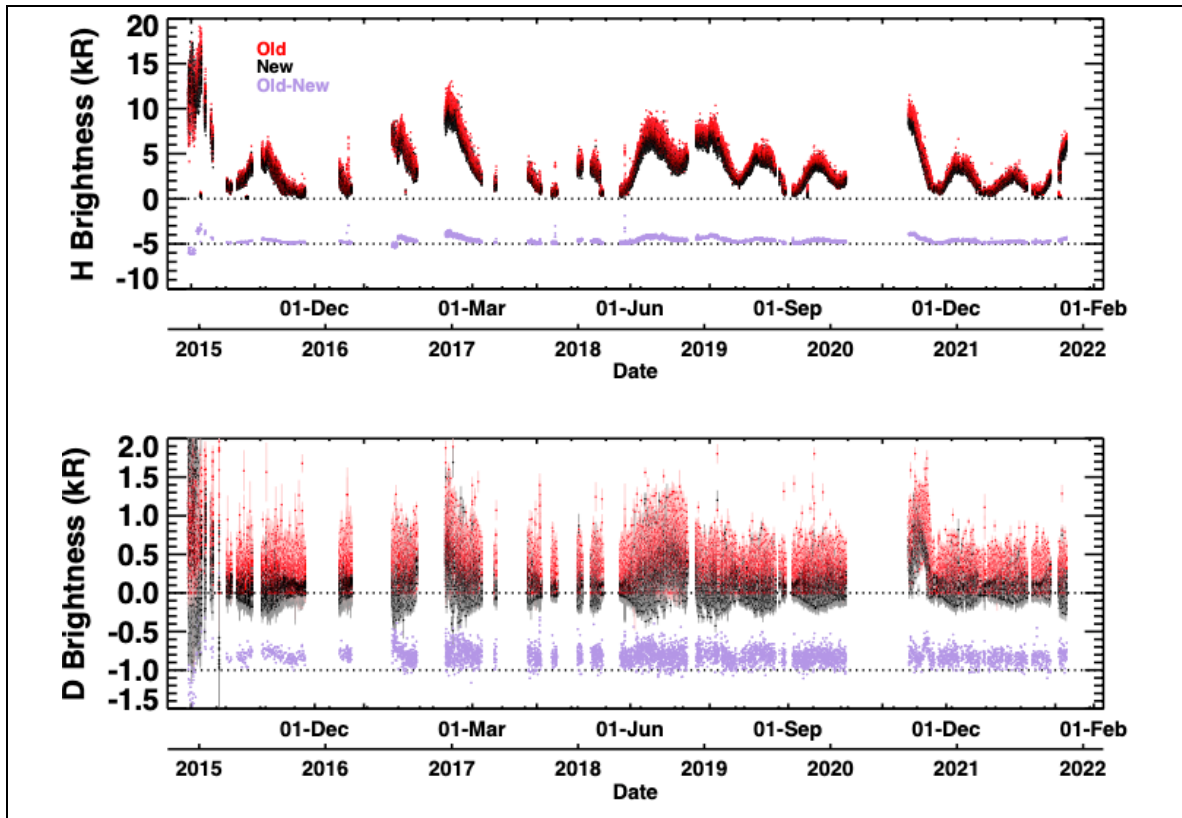 H Brightness (kR)
20
15
10
5
0
-5
-10
Old
New
Old-New
01-Dec 01-Mar 01-Jun 01-Sep 01-Dec 01-Feb
2015 2016 2017 2018 2019 2020 2021 2022
Date
D Brightness (kR)
2.0
1.5
1.0
0.5
0.0
-0.5
-1.0
-1.5
01-Dec 01-Mar 01-Jun 01-Sep 01-Dec 01-Feb
2015 2016 2017 2018 2019 2020 2021 2022
Date